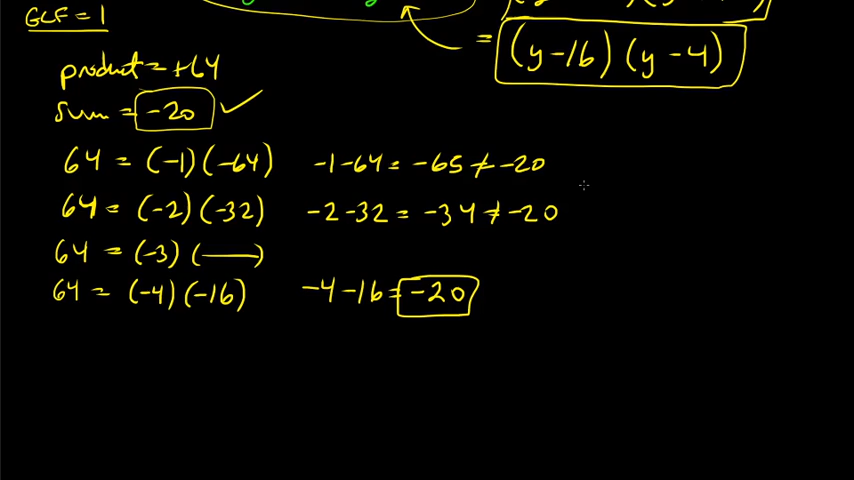 GCF = 1
= (y-16) (y-4)
product = +64
sum = -20 ✓
64 = (-1) (-64) -1-64 = -65 ≠ -20
64 = (-2) (-32) -2-32 = -34 ≠ -20
64 = (-3) (___)
64 = (-4) (-16) -4-16 = -20